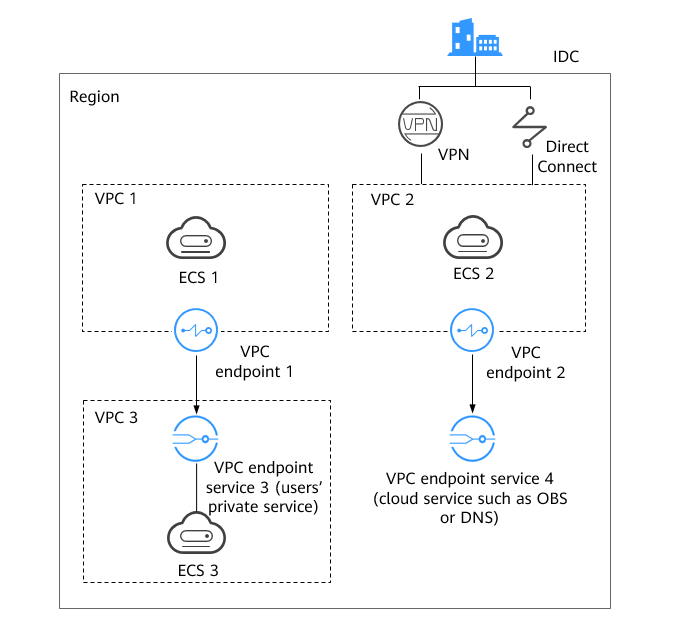 IDC
Region
VPN
VPN
Direct
Connect
VPC 1
VPC 2
ECS 1
ECS 2
VPC
endpoint 1
VPC
endpoint 2
VPC 3
VPC endpoint
service 3 (users’
private service)
VPC endpoint service 4
(cloud service such as OBS
or DNS)
ECS 3